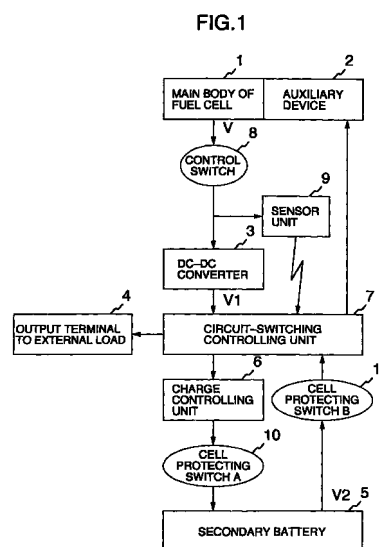 FIG.1
1
2
MAIN BODY OF
FUEL CELL
AUXILIARY
DEVICE
V
8
CONTROL
SWITCH
9
SENSOR
UNIT
3
DC-DC
CONVERTER
4
V1
7
OUTPUT TERMINAL
TO EXTERNAL LOAD
CIRCUIT-SWITCHING
CONTROLLING UNIT
6
1
CHARGE
CONTROLLING
UNIT
CELL
PROTECTING
SWITCH B
10
CELL
PROTECTING
SWITCH A
V2
5
SECONDARY BATTERY